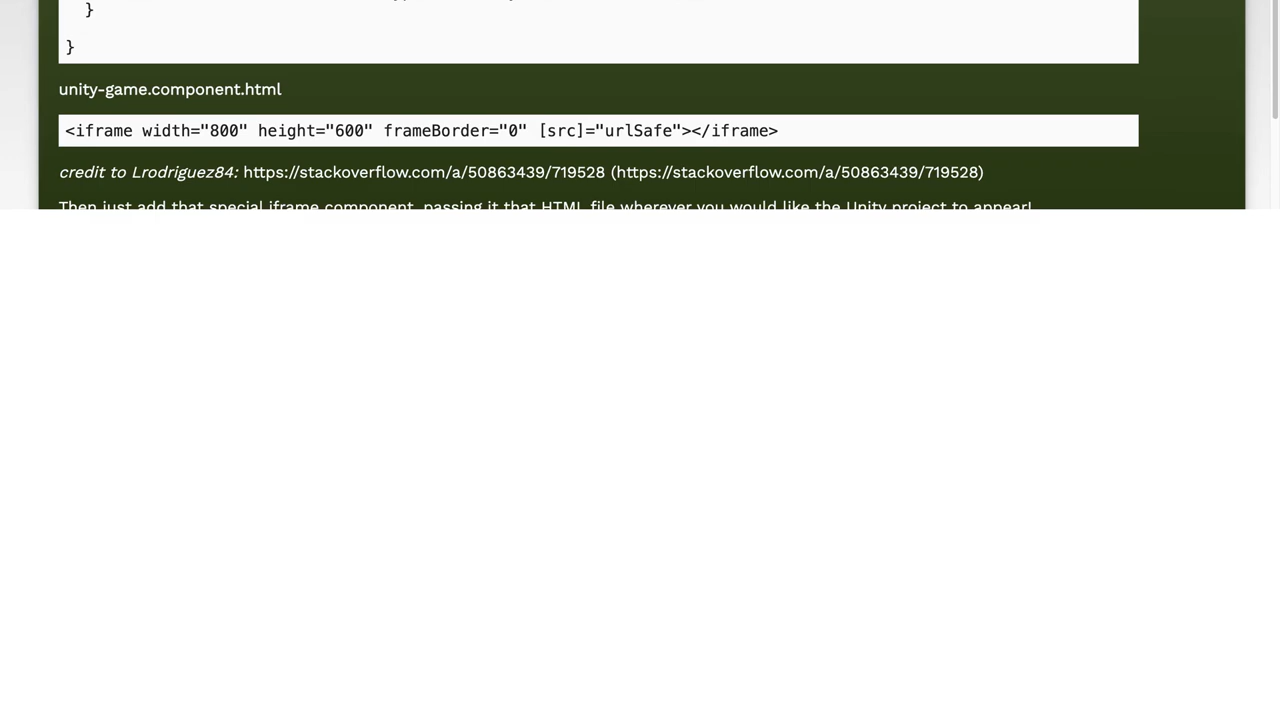 }
}
unity-game.component.html
<iframe width="800" height="600" frameBorder="0" [src]="urlSafe"></iframe>
credit to Lrodriguez84: https://stackoverflow.com/a/50863439/719528 (https://stackoverflow.com/a/50863439/719528)
Then just add that special iframe component, passing it that HTML file wherever you would like the Unity project to appear!